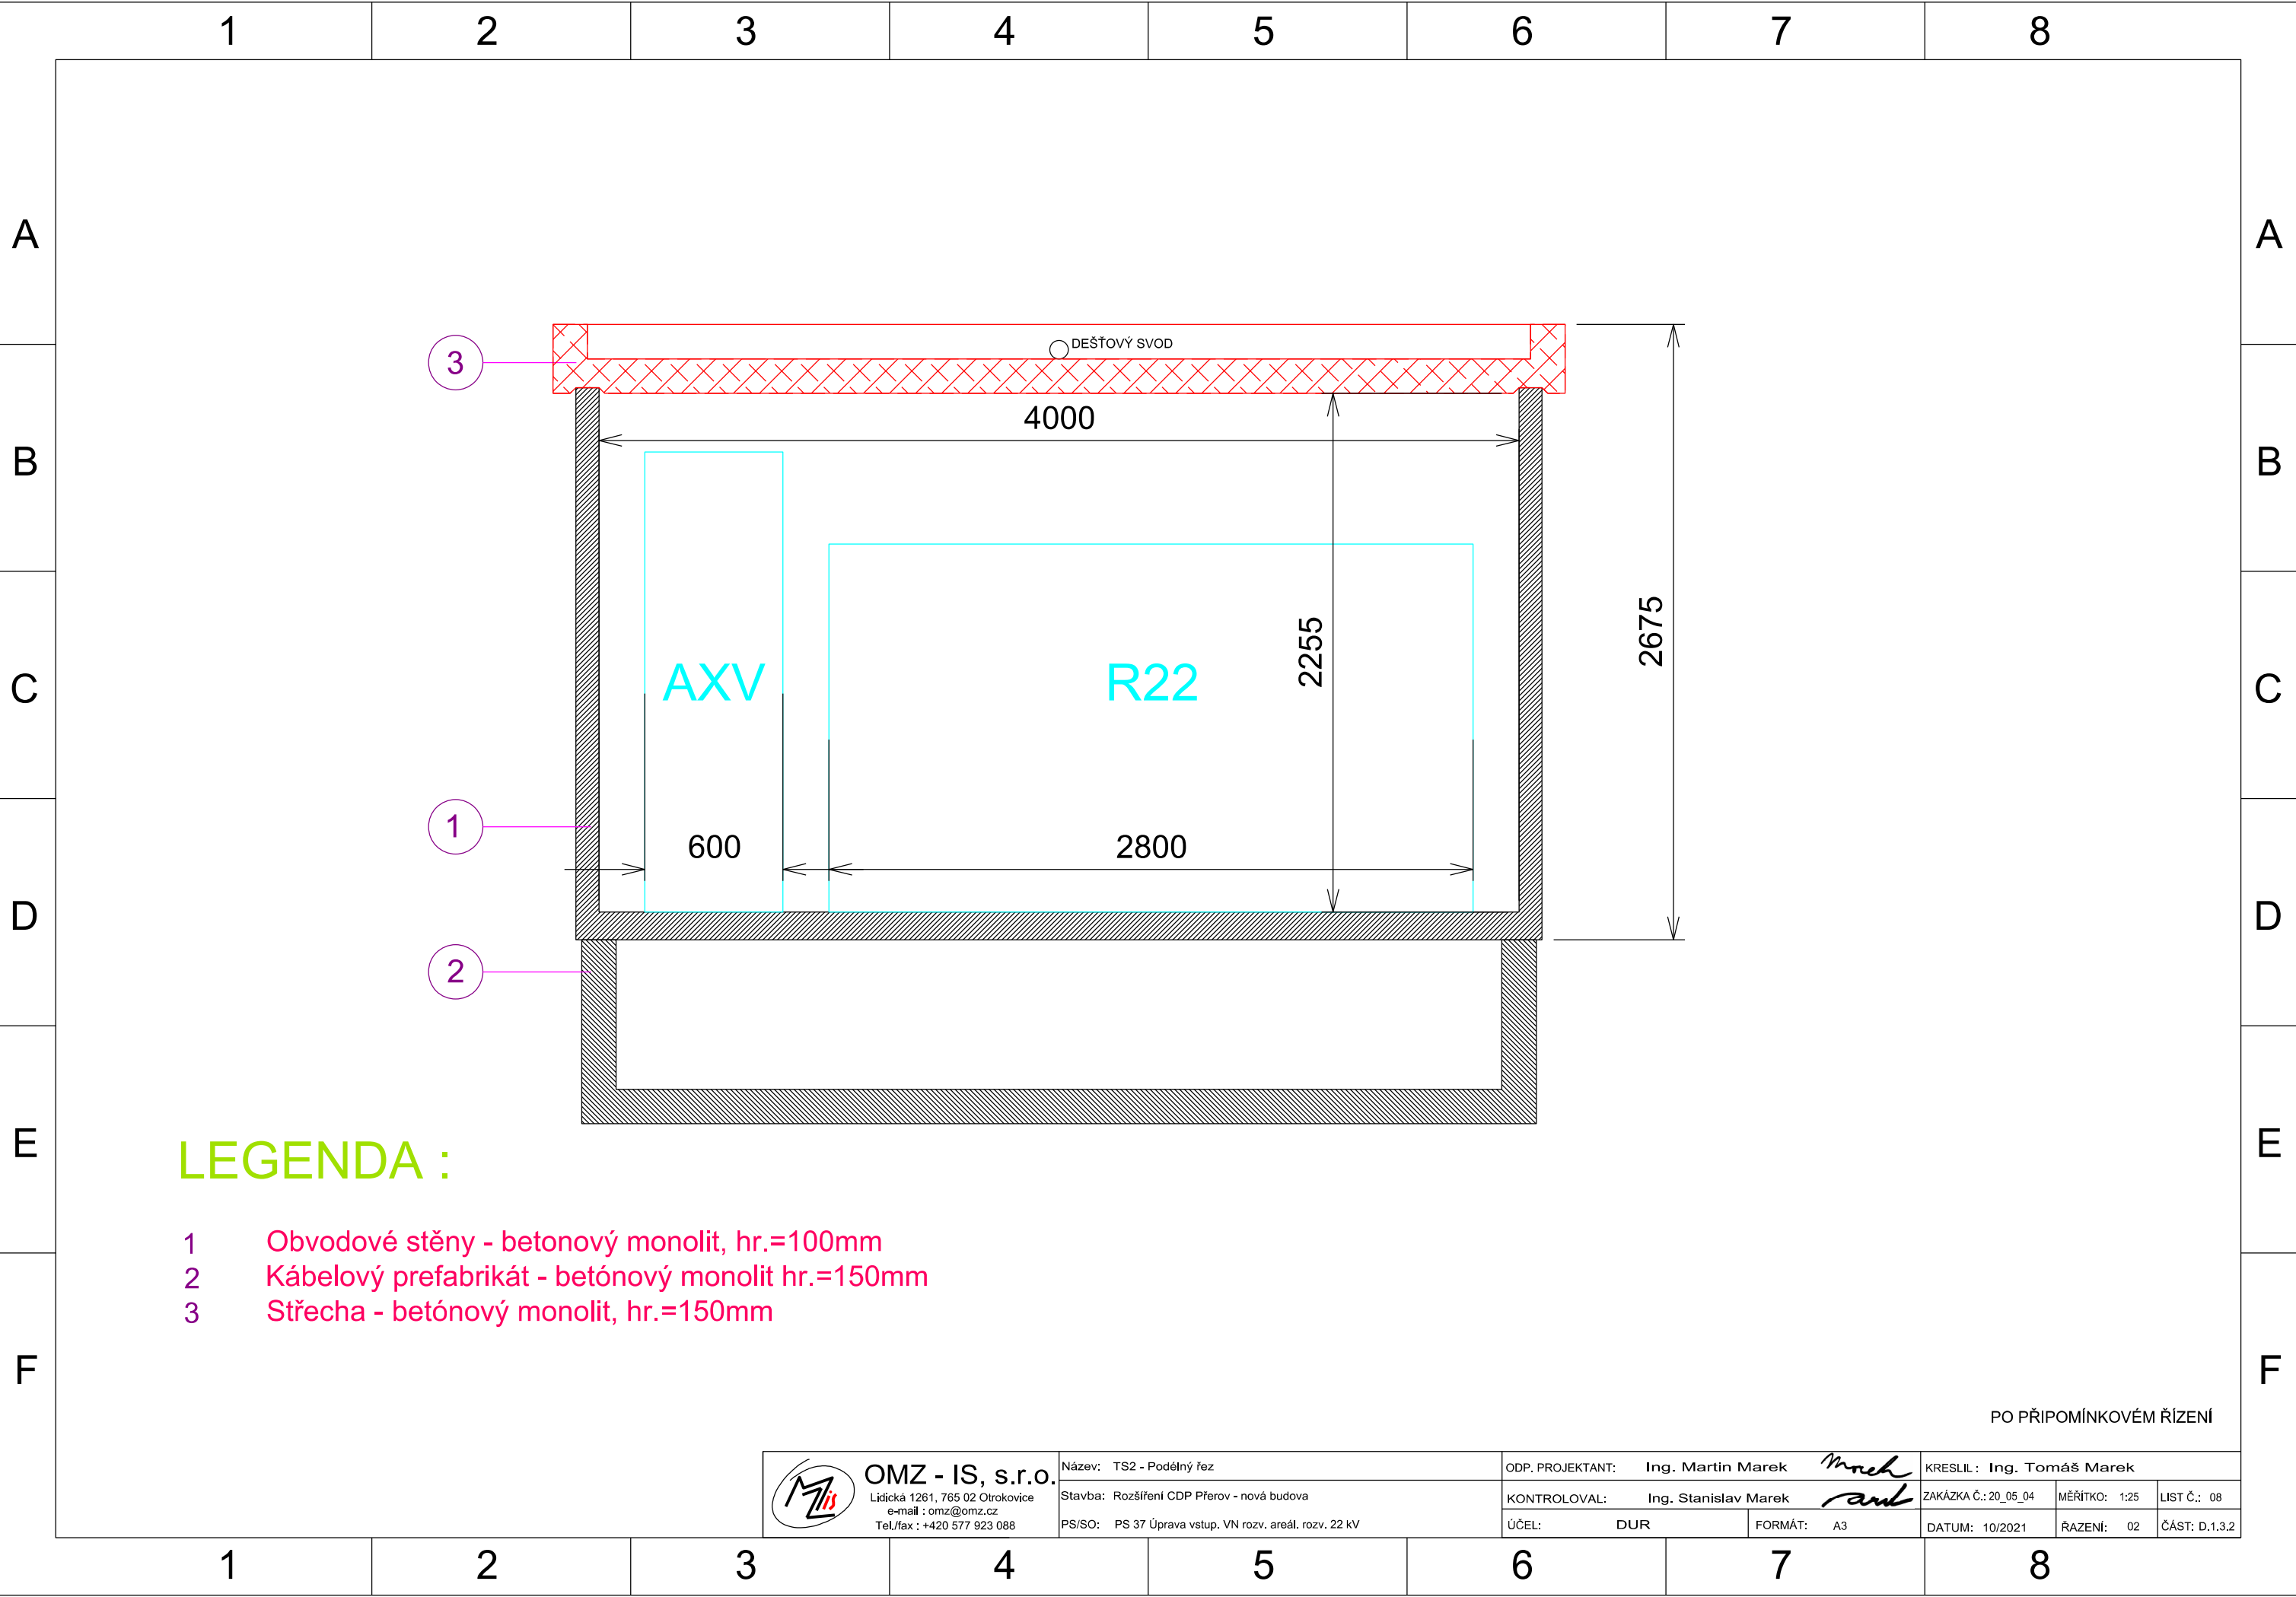 1 2 3 4 5 6 7 8
A A
DEŠŤOVÝ SVOD
3
4000
B B
2675
2255
AXV R22
C C
1
600 2800
D D
2
E E
LEGENDA :
1 Obvodové stěny - betonový monolit, hr.=100mm
2 Kábelový prefabrikát - betónový monolit hr.=150mm
3 Střecha - betónový monolit, hr.=150mm
F F
PO PŘIPOMÍNKOVÉM ŘÍZENÍ
Mlis
OMZ - IS, s.r.o.
Lidická 1261, 765 02 Otrokovice
e-mail : omz@omz.cz
Tel./fax : +420 577 923 088
Název: TS2 - Podélný řez
Stavba: Rozšíření CDP Přerov - nová budova
PS/SO: PS 37 Úprava vstup. VN rozv. areál. rozv. 22 kV
ODP. PROJEKTANT: Ing. Martin Marek
KONTROLOVAL: Ing. Stanislav Marek
ÚČEL: DUR FORMÁT: A3
KRESLIL : Ing. Tomáš Marek
ZAKÁZKA Č.: 20_05_04 MĚŘÍTKO: 1:25 LIST Č.: 08
DATUM: 10/2021 ŘAZENÍ: 02 ČÁST: D.1.3.2
1 2 3 4 5 6 7 8